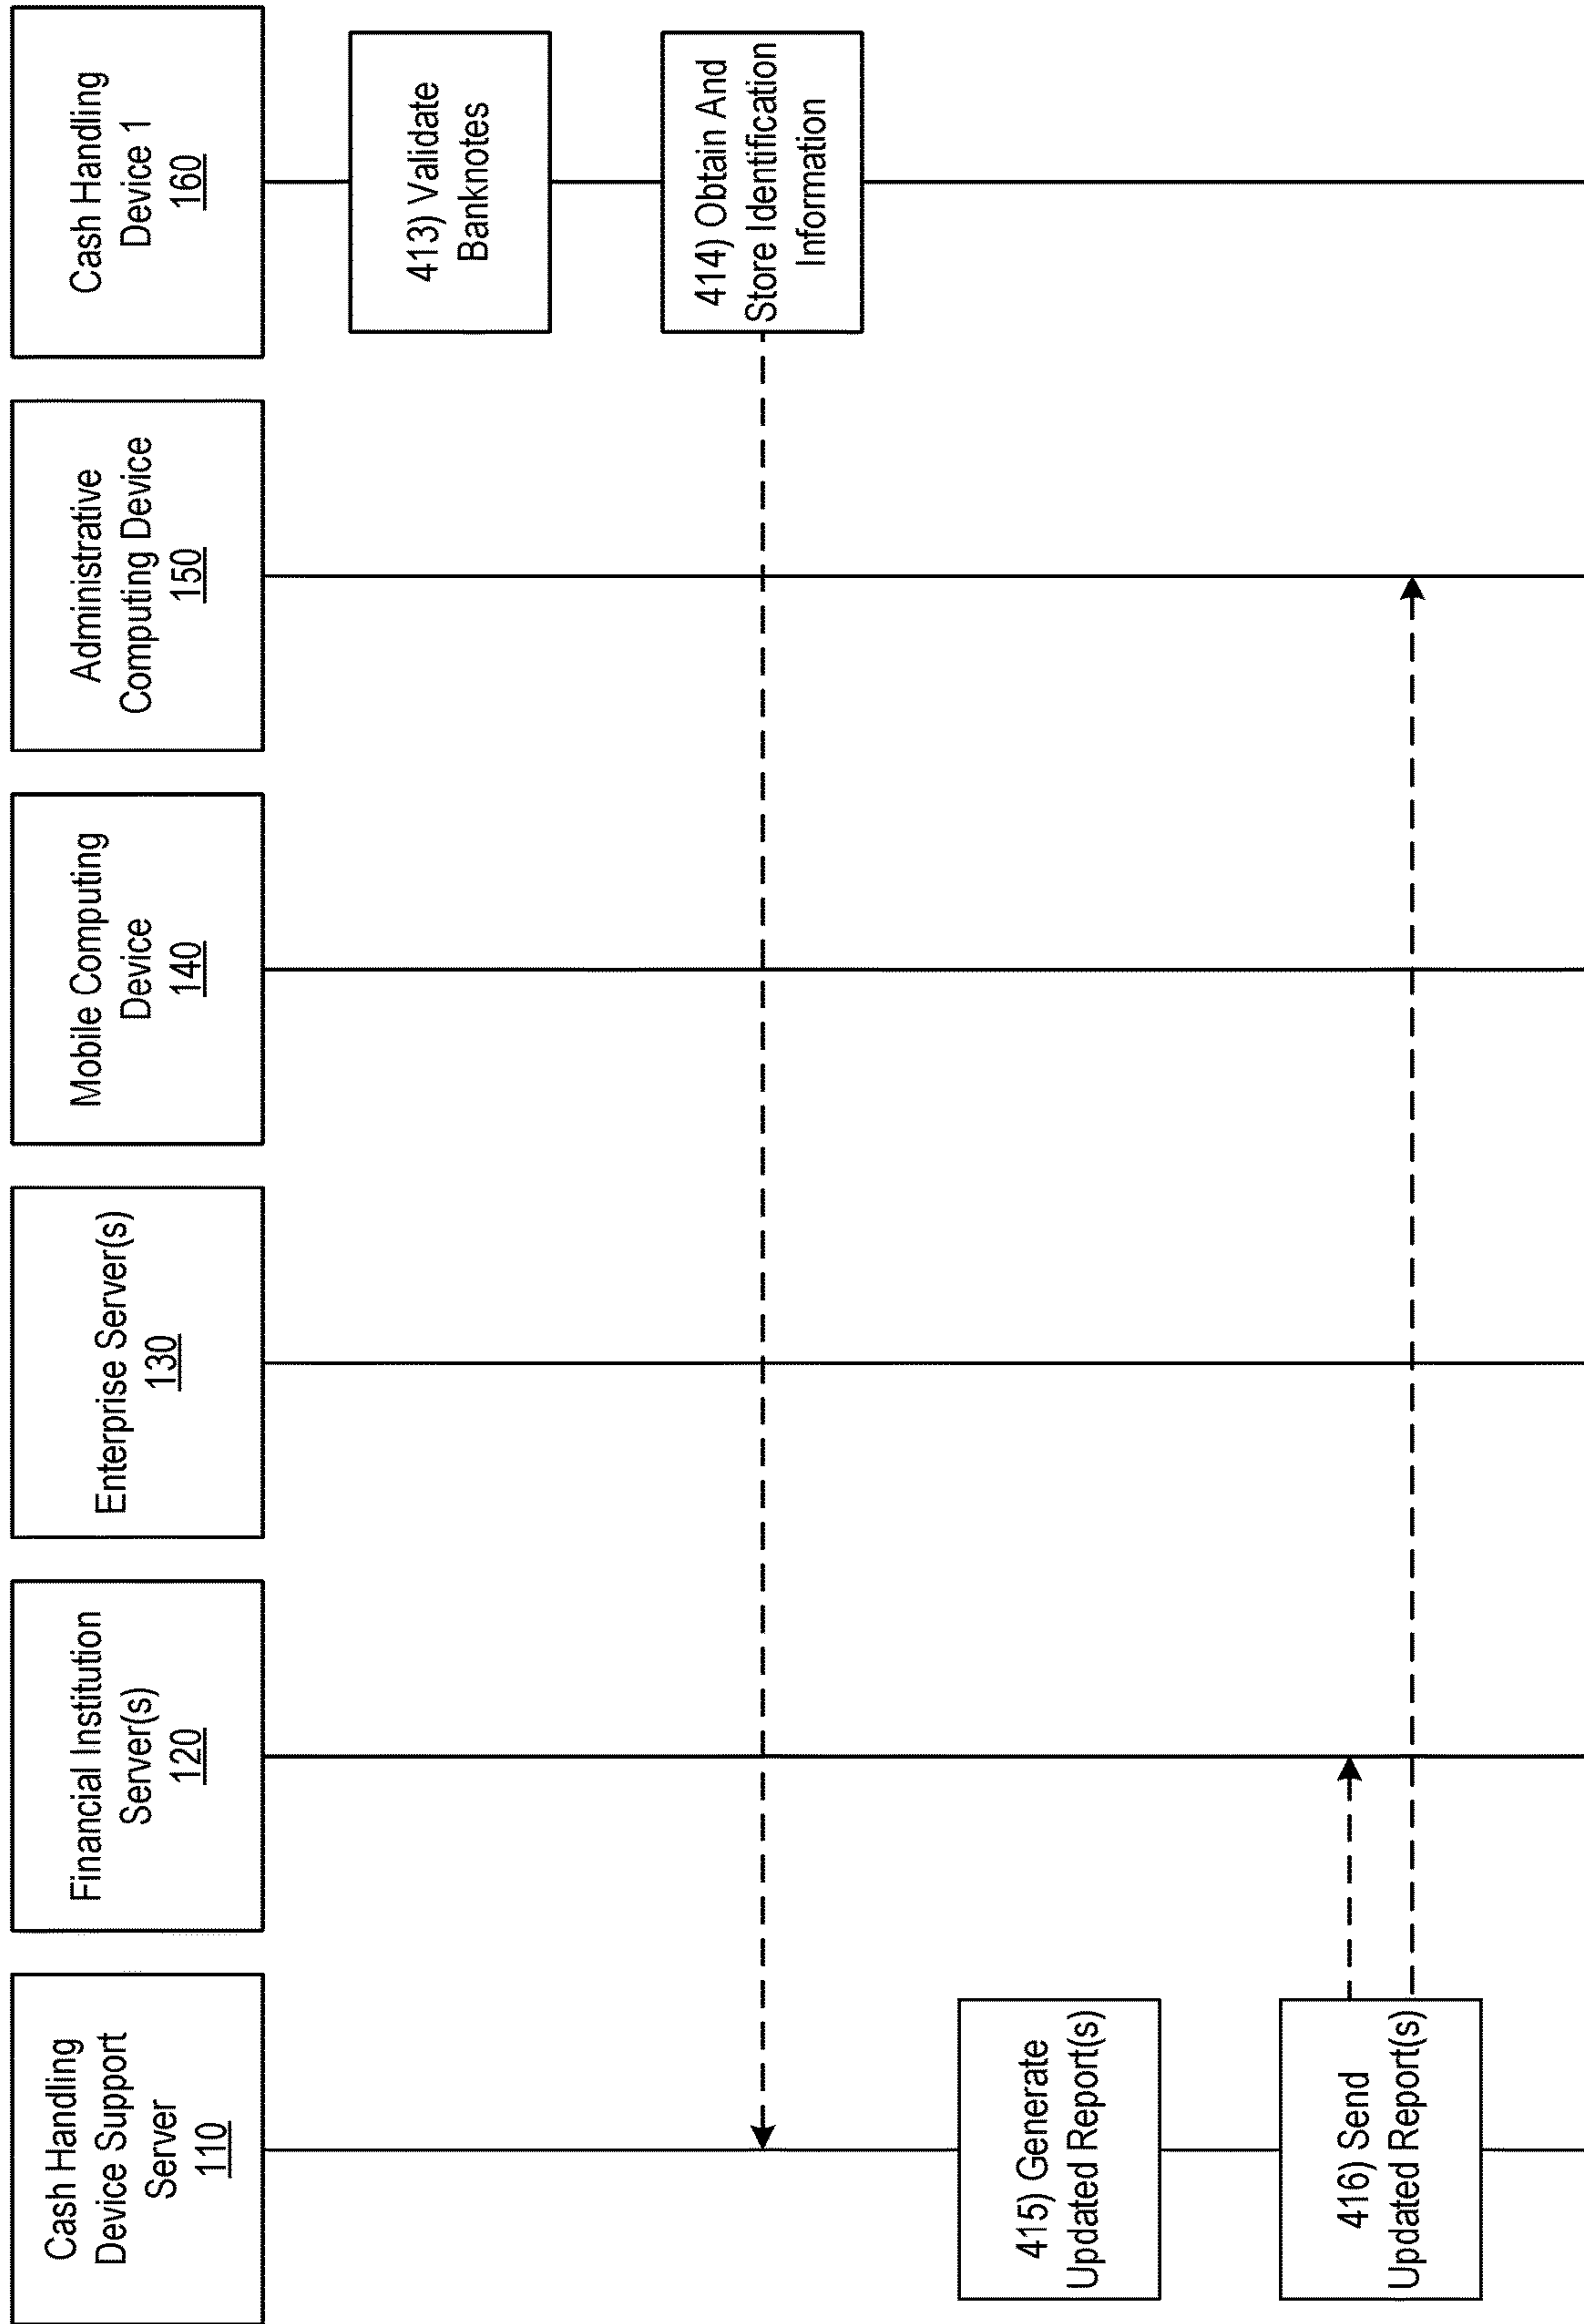 Cash Handling
Device Support
Server
110
Financial Institution
Server(s)
120
Enterprise Server(s)
130
Mobile Computing
Device
140
Administrative
Computing Device
150
Cash Handling
Device 1
160
413) Validate
Banknotes
414) Obtain And
Store Identification
Information
415) Generate
Updated Report(s)
416) Send
Updated Report(s)